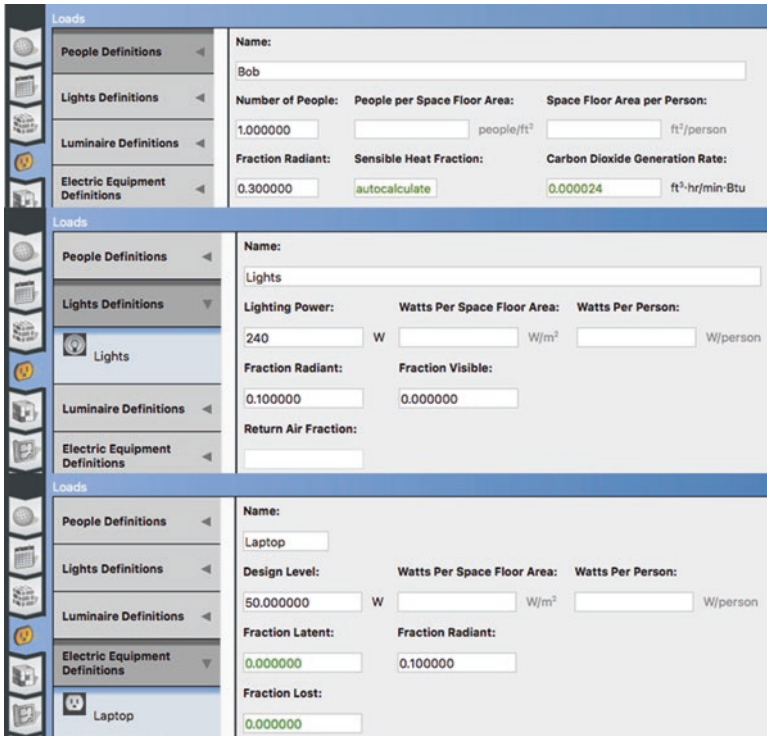 Loads
People Definitions
Lights Definitions
Luminaire Definitions
Electric Equipment
Definitions
Name:
Bob
Number of People: People per Space Floor Area: Space Floor Area per Person:
1.000000 people/ft² ft²/person
Fraction Radiant: Sensible Heat Fraction: Carbon Dioxide Generation Rate:
0.300000 autocalculate 0.000024 ft³·hr/min·Btu
Loads
People Definitions
Lights Definitions
Lights
Luminaire Definitions
Electric Equipment
Definitions
Name:
Lights
Lighting Power: Watts Per Space Floor Area: Watts Per Person:
240 W W/m² W/person
Fraction Radiant: Fraction Visible:
0.100000 0.000000
Return Air Fraction:
Loads
People Definitions
Lights Definitions
Luminaire Definitions
Electric Equipment
Definitions
Laptop
Name:
Laptop
Design Level: Watts Per Space Floor Area: Watts Per Person:
50.000000 W W/m² W/person
Fraction Latent: Fraction Radiant:
0.000000 0.100000
Fraction Lost:
0.000000